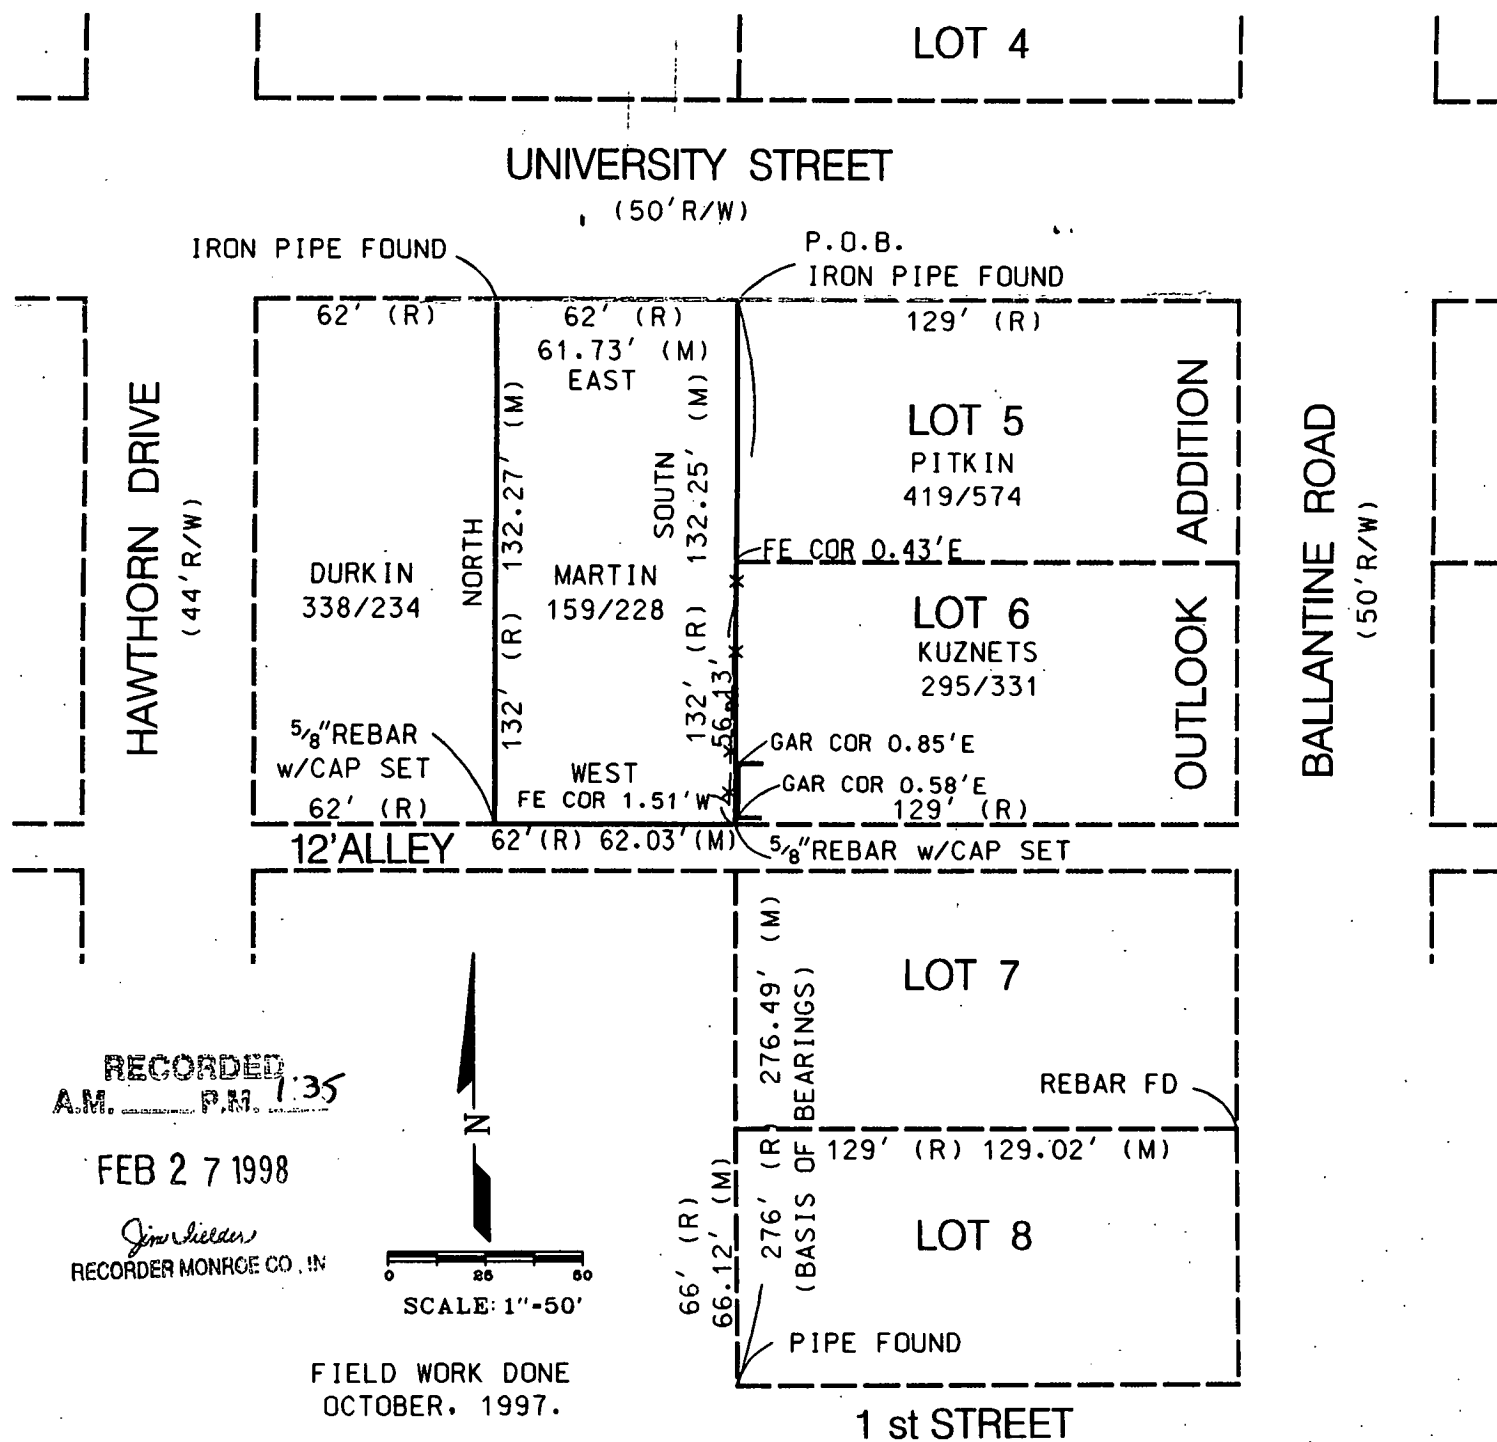 LOT 4
UNIVERSITY STREET
(50'R/W)
IRON PIPE FOUND
P.O.B.
IRON PIPE FOUND
62' (R)
62' (R)
61.73' (M)
EAST
129' (R)
HAWTHORN DRIVE
(44'R/W)
DURKIN
338/234
NORTH
132' (R) 132.27' (M)
MARTIN
159/228
SOUTN
132' (R) 132.25' (M)
56.13'
LOT 5
PITKIN
419/574
FE COR 0.43'E
LOT 6
KUZNETS
295/331
OUTLOOK ADDITION
BALLANTINE ROAD
(50'R/W)
5/8"REBAR
w/CAP SET
62' (R)
WEST
FE COR 1.51'W
GAR COR 0.85'E
GAR COR 0.58'E
129' (R)
12'ALLEY
62'(R) 62.03'(M)
5/8"REBAR w/CAP SET
276' (R) 276.49' (M)
(BASIS OF BEARINGS)
LOT 7
REBAR FD
129' (R) 129.02' (M)
66' (R)
66.12' (M)
LOT 8
PIPE FOUND
1 st STREET
RECORDED
A.M. P.M. 1:35
FEB 27 1998
Jim Fielder
RECORDER MONROE CO., IN
N
0 25 50
SCALE: 1"=50'
FIELD WORK DONE
OCTOBER, 1997.